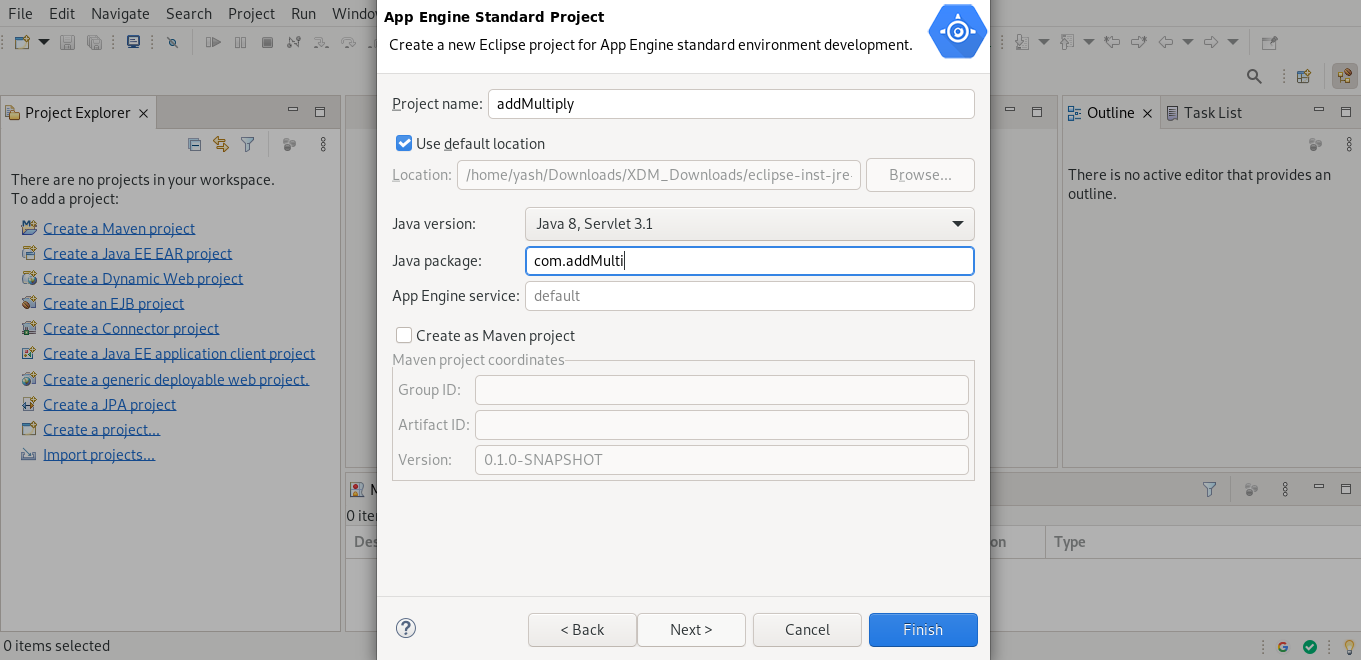 File Edit Navigate Search Project Run Window
App Engine Standard Project
Create a new Eclipse project for App Engine standard environment development.
Project Explorer
There are no projects in your workspace.
To add a project:
Create a Maven project
Create a Java EE EAR project
Create a Dynamic Web project
Create an EJB project
Create a Connector project
Create a Java EE application client project
Create a generic deployable web project.
Create a JPA project
Create a project...
Import projects...
Project name: addMultiply
Use default location
Location: /home/yash/Downloads/XDM_Downloads/eclipse-inst-jre- Browse...
Java version: Java 8, Servlet 3.1
Java package: com.addMulti
App Engine service: default
Create as Maven project
Maven project coordinates
Group ID:
Artifact ID:
Version: 0.1.0-SNAPSHOT
Outline Task List
There is no active editor that provides an
outline.
Type
< Back Next > Cancel Finish
0 items selected